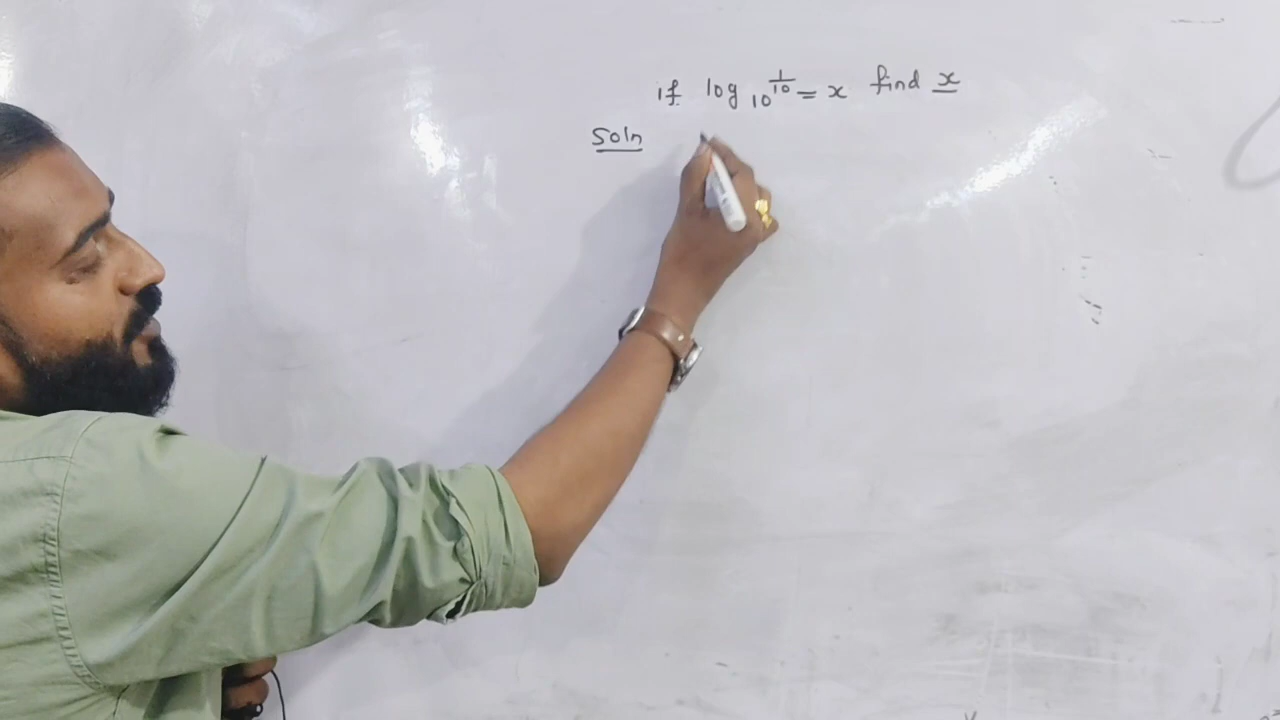 if log₁₀ 1/10 = x find x
Soln